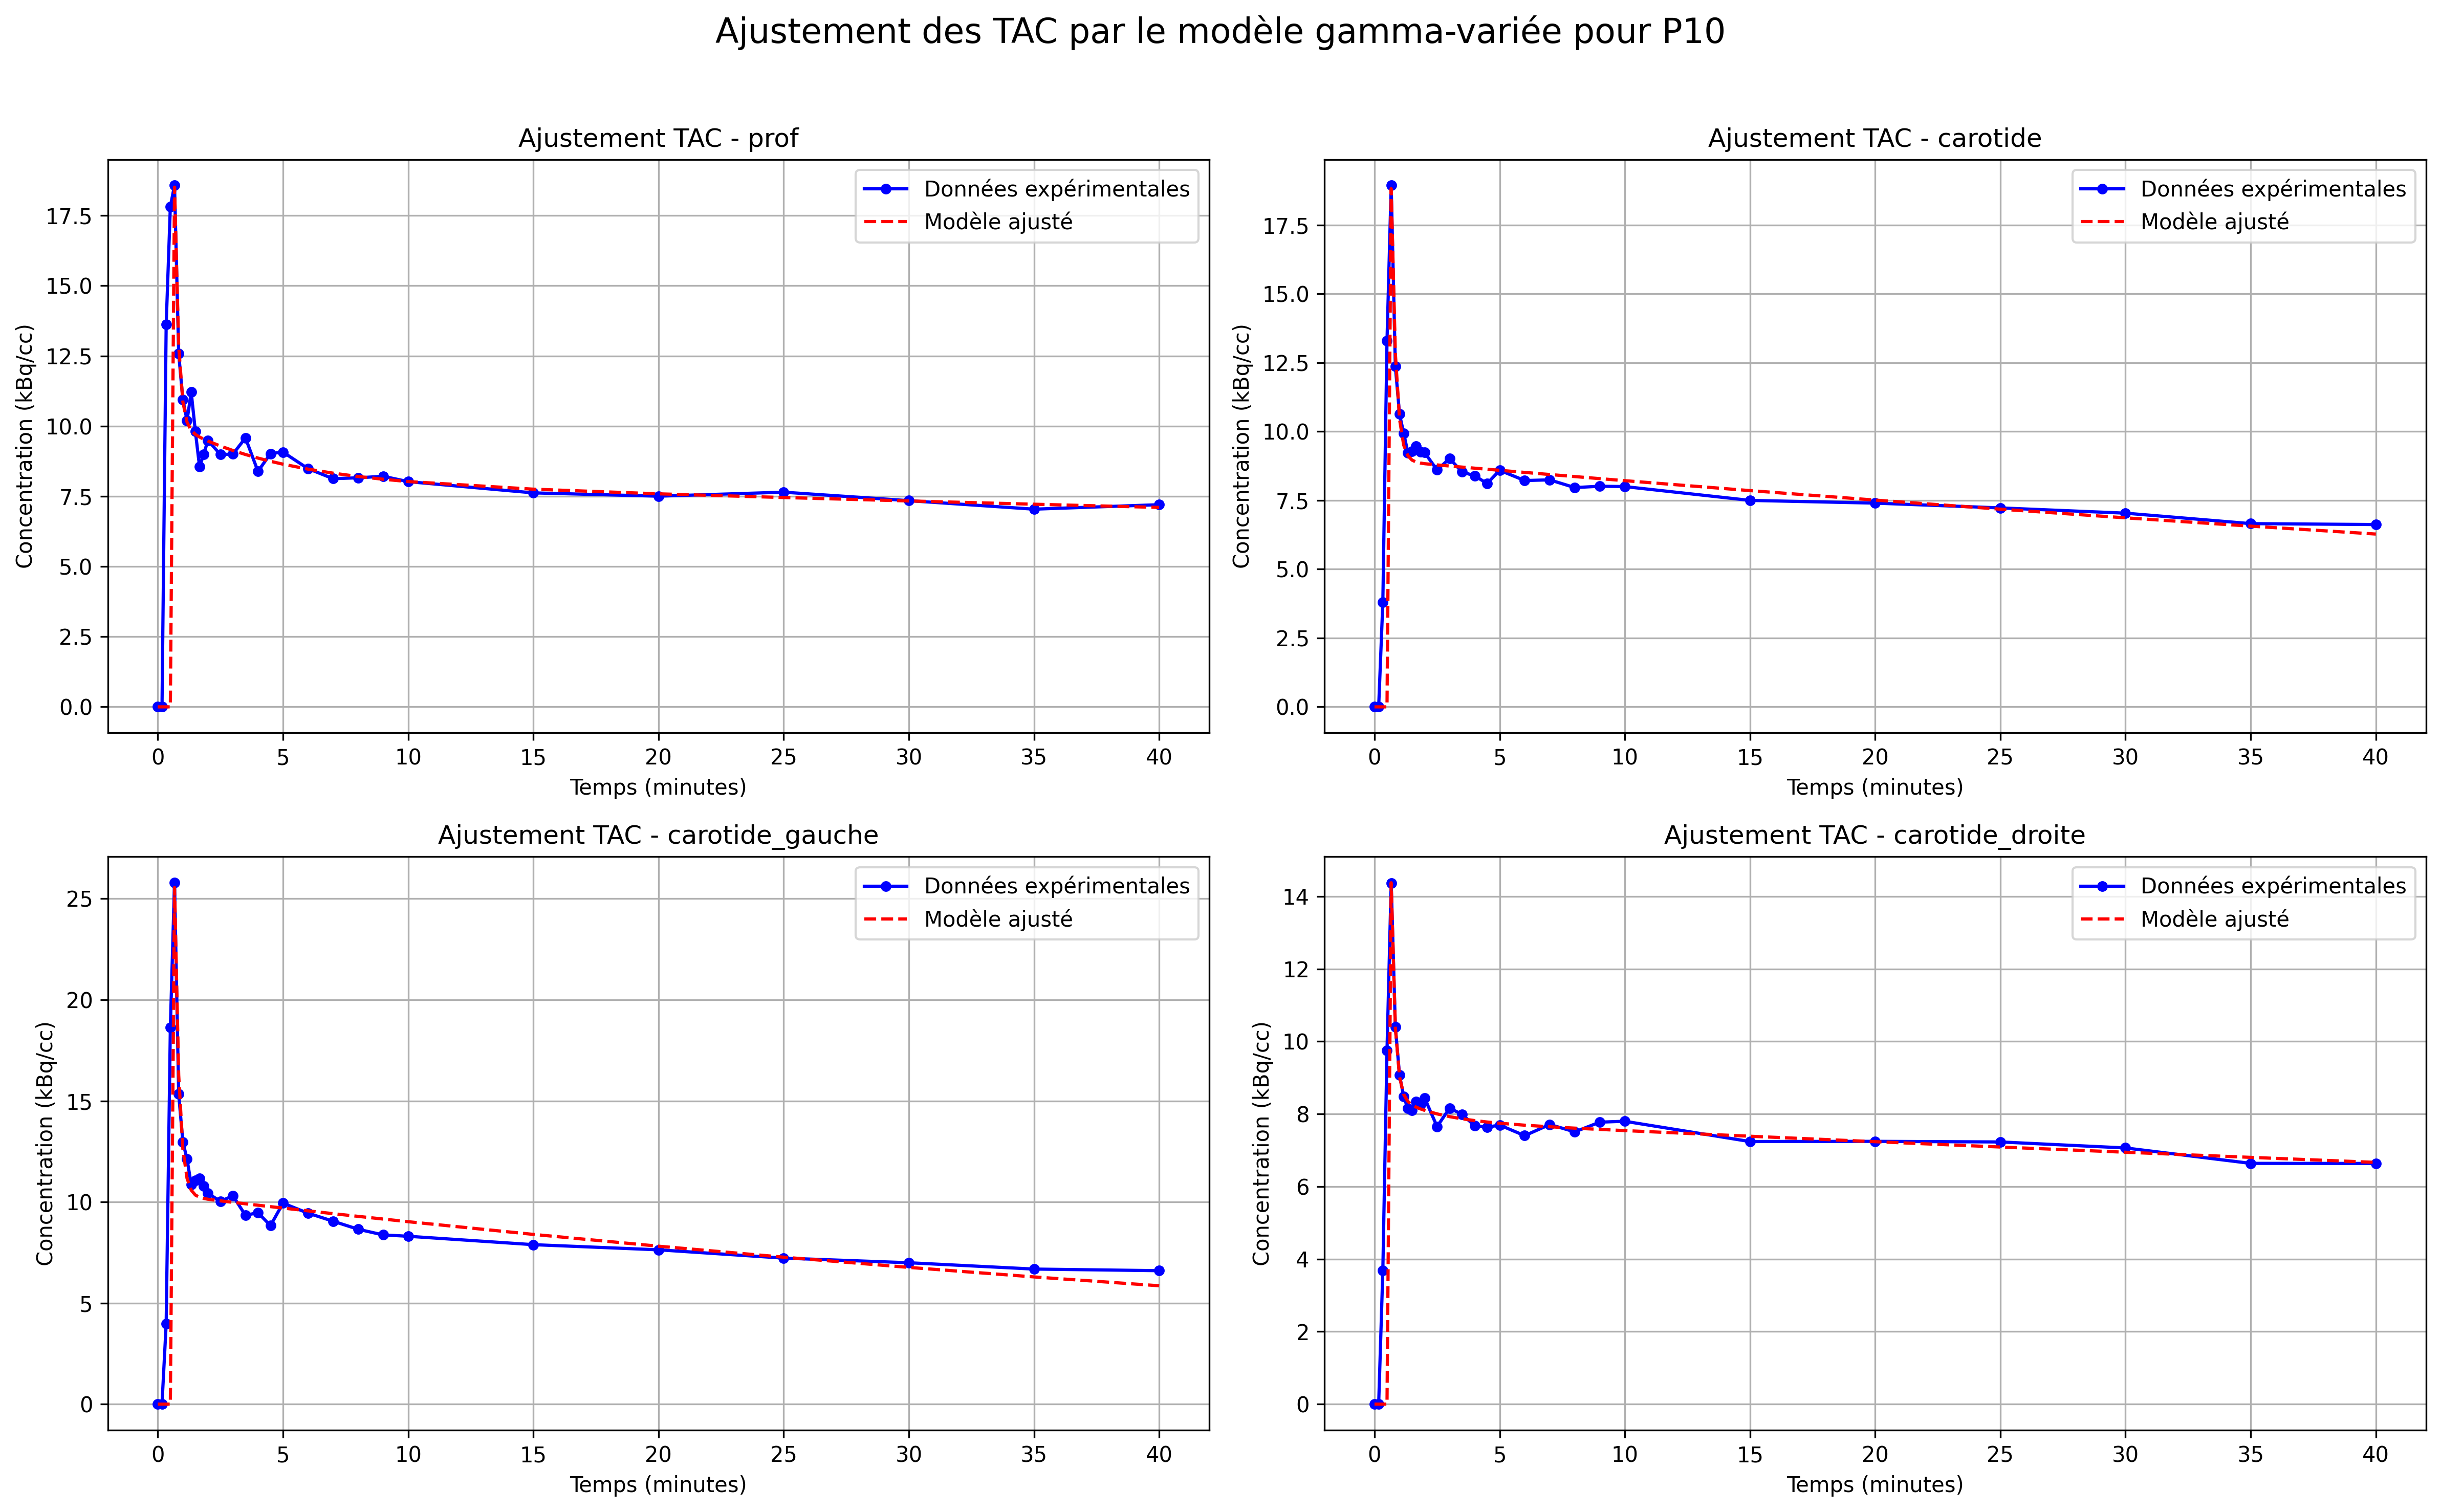 Ajustement des TAC par le modèle gamma-variée pour P10
Ajustement TAC - prof
Données expérimentales
Modèle ajusté
Concentration (kBq/cc)
17.5
15.0
12.5
10.0
7.5
5.0
2.5
0.0
0 5 10 15 20 25 30 35 40
Temps (minutes)
Ajustement TAC - carotide
Données expérimentales
Modèle ajusté
Concentration (kBq/cc)
17.5
15.0
12.5
10.0
7.5
5.0
2.5
0.0
0 5 10 15 20 25 30 35 40
Temps (minutes)
Ajustement TAC - carotide_gauche
Données expérimentales
Modèle ajusté
Concentration (kBq/cc)
25
20
15
10
5
0
0 5 10 15 20 25 30 35 40
Temps (minutes)
Ajustement TAC - carotide_droite
Données expérimentales
Modèle ajusté
Concentration (kBq/cc)
14
12
10
8
6
4
2
0
0 5 10 15 20 25 30 35 40
Temps (minutes)